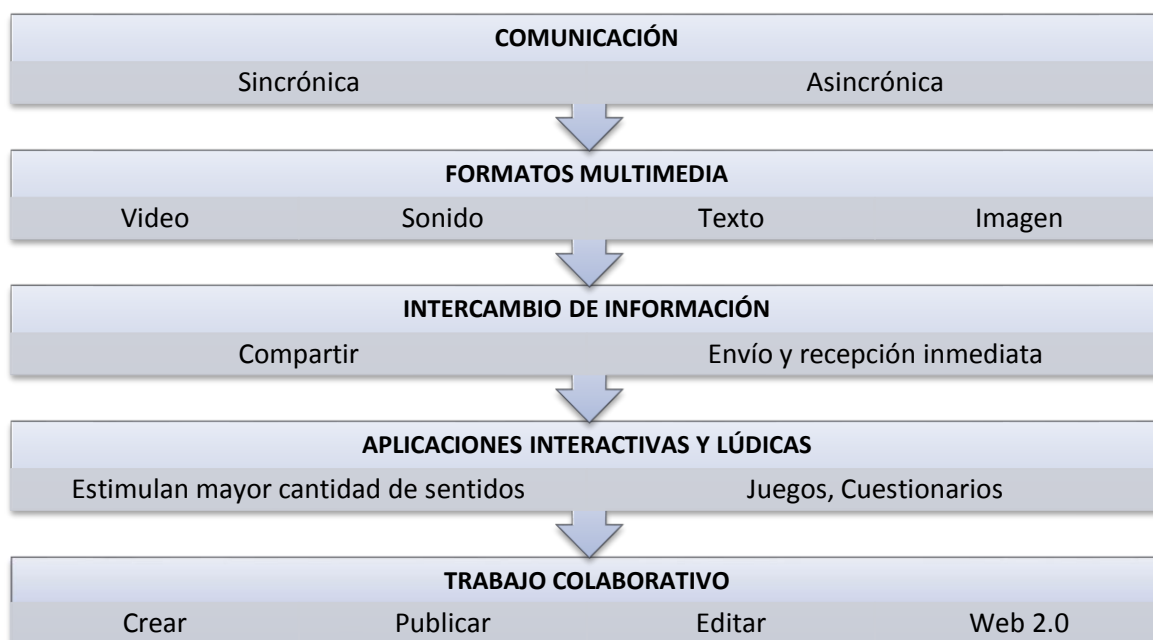 COMUNICACIÓN
Sincrónica Asincrónica
FORMATOS MULTIMEDIA
Video Sonido Texto Imagen
INTERCAMBIO DE INFORMACIÓN
Compartir Envío y recepción inmediata
APLICACIONES INTERACTIVAS Y LÚDICAS
Estimulan mayor cantidad de sentidos Juegos, Cuestionarios
TRABAJO COLABORATIVO
Crear Publicar Editar Web 2.0